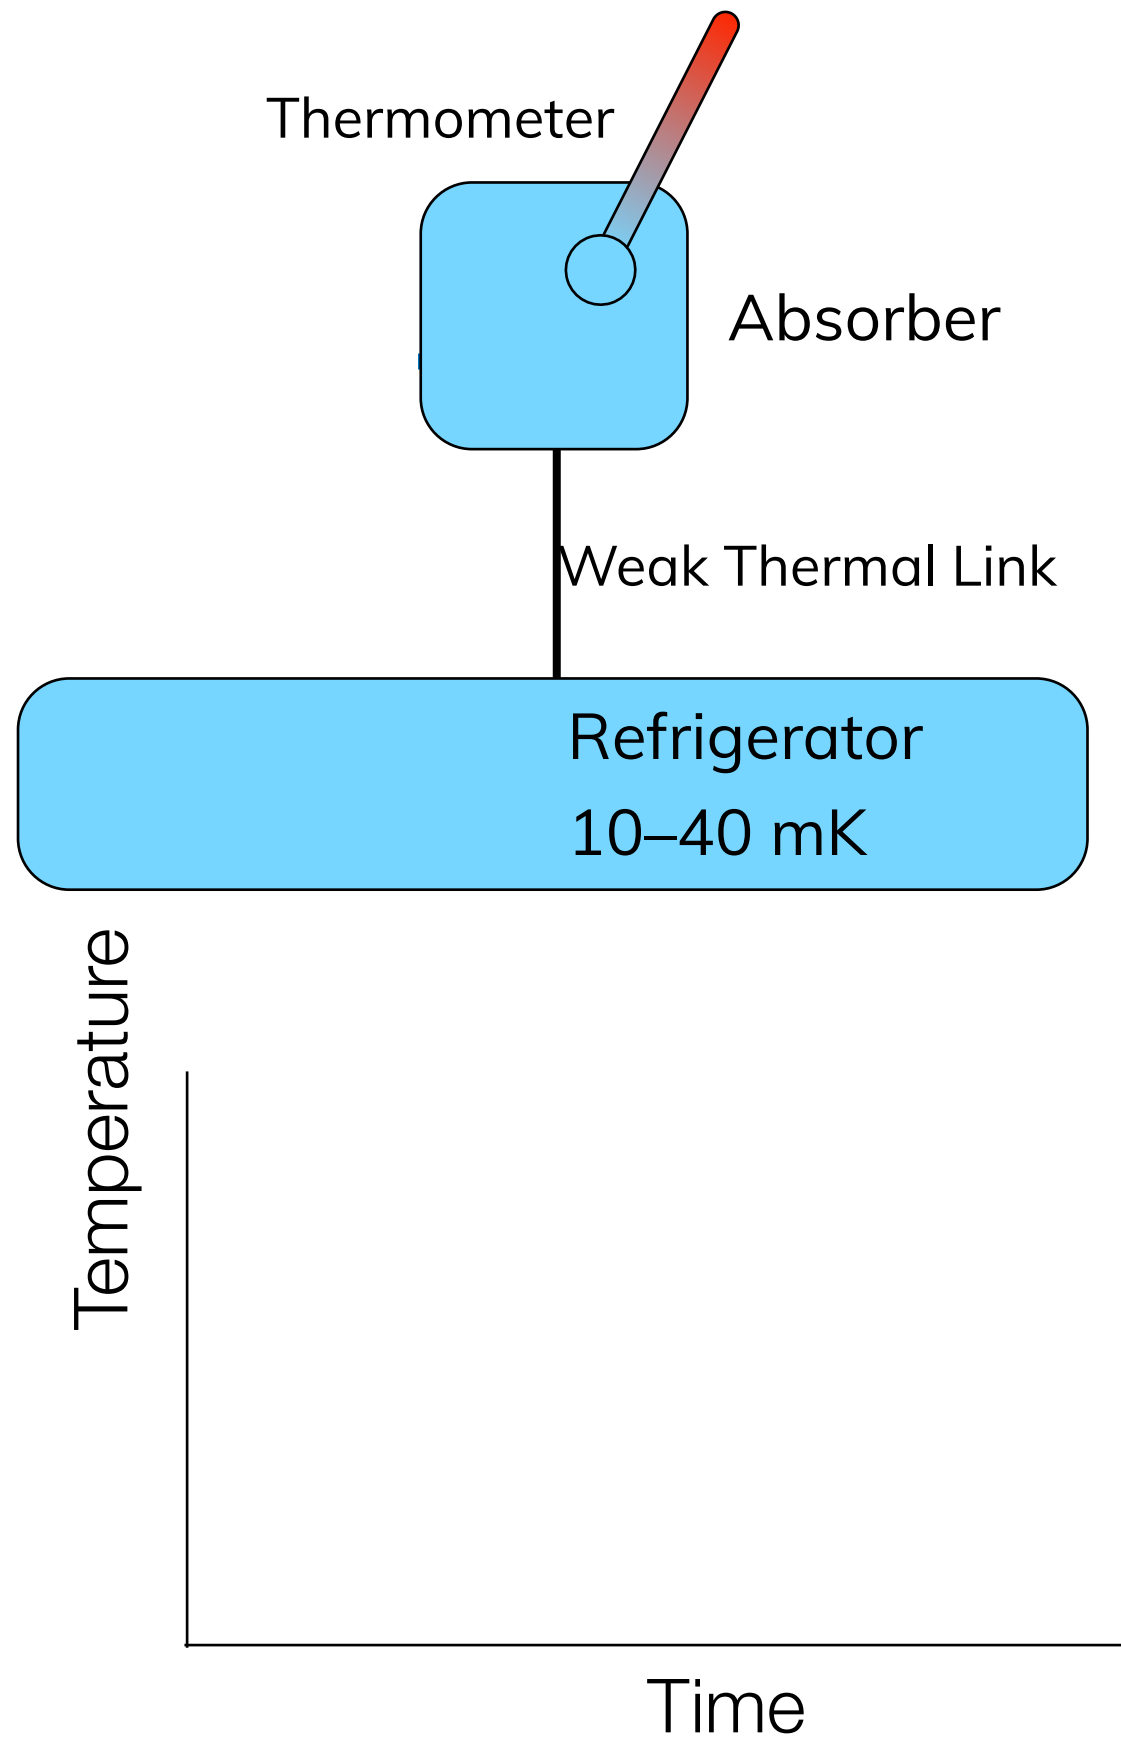 Thermometer
Absorber
Weak Thermal Link
Refrigerator
10–40 mK
Temperature
Time